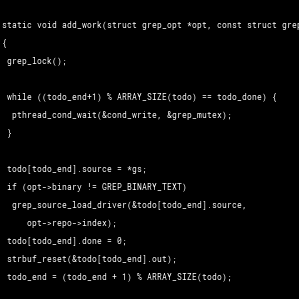 static void add_work(struct grep_opt *opt, const struct grep
{
grep_lock();
while ((todo_end+1) % ARRAY_SIZE(todo) == todo_done) {
pthread_cond_wait(&cond_write, &grep_mutex);
}
todo[todo_end].source = *gs;
if (opt->binary != GREP_BINARY_TEXT)
grep_source_load_driver(&todo[todo_end].source,
opt->repo->index);
todo[todo_end].done = 0;
strbuf_reset(&todo[todo_end].out);
todo_end = (todo_end + 1) % ARRAY_SIZE(todo);